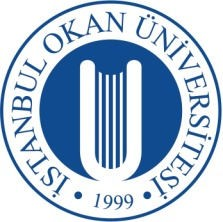 İSTANBUL OKAN ÜNİVERSİTESİ
• 1999 •